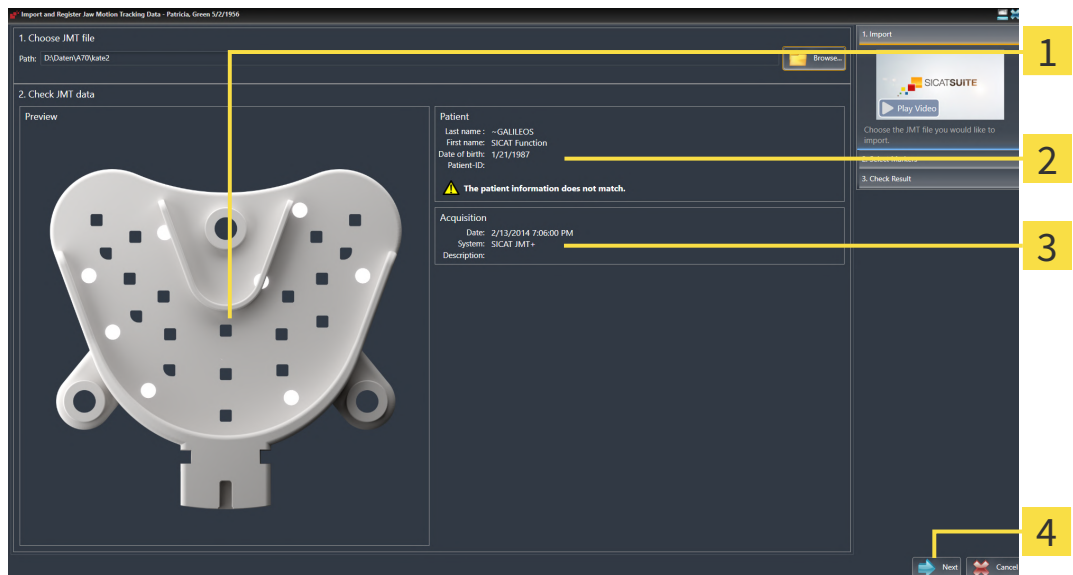 Import and Register Jaw Motion Tracking Data - Patricia, Green 5/2/1956
1. Choose JMT file
Path: D:\Daten\A70\kate2
Browse...
2. Check JMT data
Preview
Patient
Last name : ~GALILEOS
First name: SICAT Function
Date of birth: 1/21/1987
Patient-ID:
The patient information does not match.
Acquisition
Date: 2/13/2014 7:06:00 PM
System: SICAT JMT+
Description:
1. Import
SICATSUITE
Play Video
Choose the JMT file you would like to
import.
2. Select Markers
3. Check Result
Next
Cancel
1
2
3
4